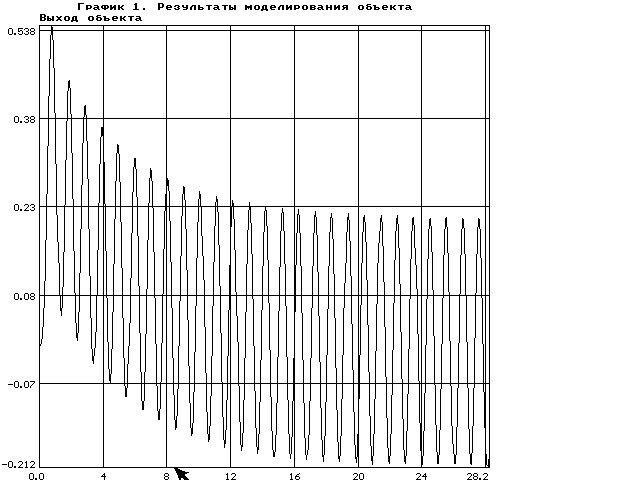 График 1. Результаты моделирования объекта
Выход объекта
0.538
0.38
0.23
0.08
-0.07
-0.212
0.0 4 8 12 16 20 24 28.2